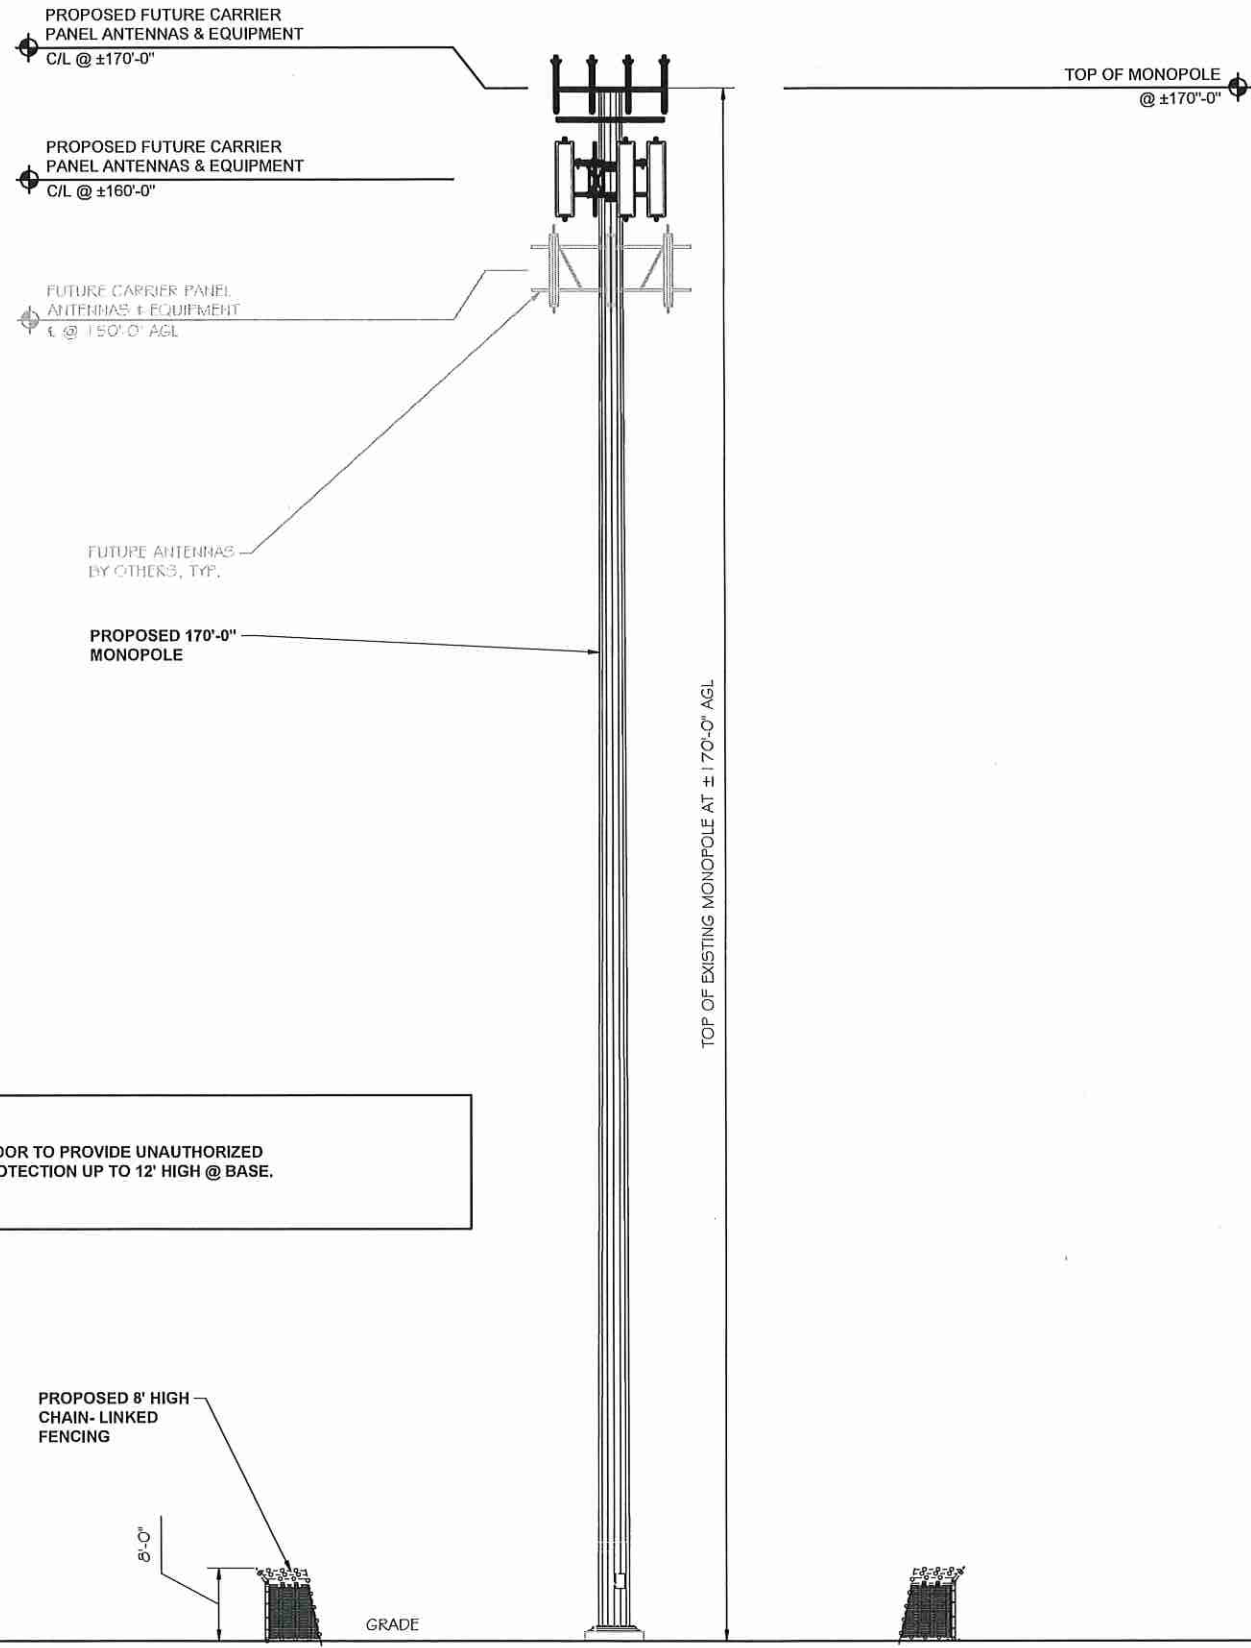 PROPOSED FUTURE CARRIER
PANEL ANTENNAS & EQUIPMENT
C/L @ ±170'-0"
TOP OF MONOPOLE
@ ±170"-0"
PROPOSED FUTURE CARRIER
PANEL ANTENNAS & EQUIPMENT
C/L @ ±160'-0"
FUTURE CARRIER PANEL
ANTENNAS & EQUIPMENT
℄ @ 150'-0" AGL
FUTURE ANTENNAS
BY OTHERS, TYP.
PROPOSED 170'-0"
MONOPOLE
TOP OF EXISTING MONOPOLE AT ±170'-0" AGL
DOR TO PROVIDE UNAUTHORIZED
OTECTION UP TO 12' HIGH @ BASE.
PROPOSED 8' HIGH
CHAIN- LINKED
FENCING
8'-0"
GRADE